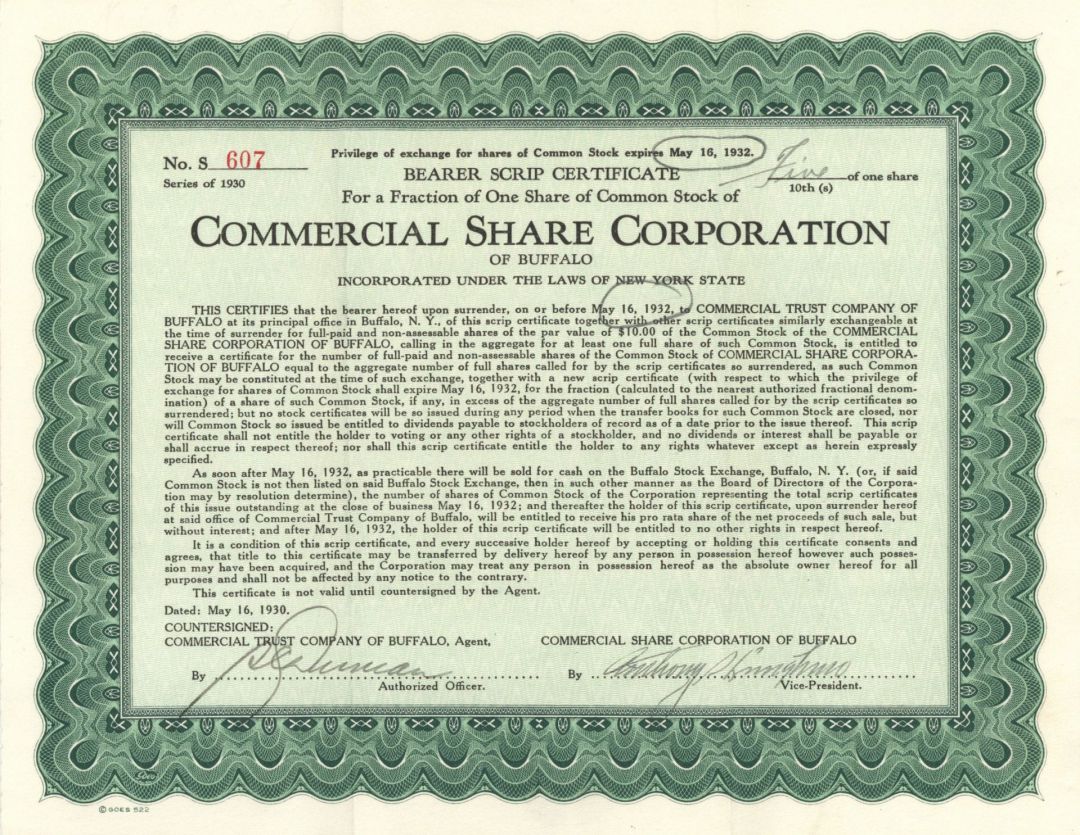 No. S 607
Privilege of exchange for shares of Common Stock expires May 16, 1932.
Series of 1930
BEARER SCRIP CERTIFICATE
Five
of one share
10th (s)
For a Fraction of One Share of Common Stock of
COMMERCIAL SHARE CORPORATION
OF BUFFALO
INCORPORATED UNDER THE LAWS OF NEW YORK STATE
THIS CERTIFIES that the bearer hereof upon surrender, on or before May 16, 1932, to COMMERCIAL TRUST COMPANY OF
BUFFALO at its principal office in Buffalo, N. Y., of this scrip certificate together with other scrip certificates similarly exchangeable at
the time of surrender for full-paid and non-assessable shares of the par value of $10.00 of the Common Stock of the COMMERCIAL
SHARE CORPORATION OF BUFFALO, calling in the aggregate for at least one full share of such Common Stock, is entitled to
receive a certificate for the number of full-paid and non-assessable shares of the Common Stock of COMMERCIAL SHARE CORPORA-
TION OF BUFFALO equal to the aggregate number of full shares called for by the scrip certificates so surrendered, as such Common
Stock may be constituted at the time of such exchange, together with a new scrip certificate (with respect to which the privilege of
exchange for shares of Common Stock shall expire May 16, 1932, for the fraction (calculated to the nearest authorized fractional denom-
ination) of a share of such Common Stock, if any, in excess of the aggregate number of full shares called for by the scrip certificates so
surrendered; but no stock certificates will be so issued during any period when the transfer books for such Common Stock are closed, nor
will Common Stock so issued be entitled to dividends payable to stockholders of record as of a date prior to the issue thereof. This scrip
certificate shall not entitle the holder to voting or any other rights of a stockholder, and no dividends or interest shall be payable or
shall accrue in respect thereof; nor shall this scrip certificate entitle the holder to any rights whatever except as herein expressly
specified.
As soon after May 16, 1932, as practicable there will be sold for cash on the Buffalo Stock Exchange, Buffalo, N. Y. (or, if said
Common Stock is not then listed on said Buffalo Stock Exchange, then in such other manner as the Board of Directors of the Corpora-
tion may by resolution determine), the number of shares of Common Stock of the Corporation representing the total scrip certificates
of this issue outstanding at the close of business May 16, 1932; and thereafter the holder of this scrip certificate, upon surrender hereof
at said office of Commercial Trust Company of Buffalo, will be entitled to receive his pro rata share of the net proceeds of such sale, but
without interest; and after May 16, 1932, the holder of this scrip certificate will be entitled to no other rights in respect hereof.
It is a condition of this scrip certificate, and every successive holder hereof by accepting or holding this certificate consents and
agrees, that title to this certificate may be transferred by delivery hereof by any person in possession hereof however such posses-
sion may have been acquired, and the Corporation may treat any person in possession hereof as the absolute owner hereof for all
purposes and shall not be affected by any notice to the contrary.
This certificate is not valid until countersigned by the Agent.
Dated: May 16, 1930.
COUNTERSIGNED:
COMMERCIAL TRUST COMPANY OF BUFFALO, Agent,
COMMERCIAL SHARE CORPORATION OF BUFFALO
By
Authorized Officer.
By Anthony
Vice-President.
Goes
© GOES 522